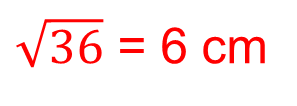 √36 = 6 cm